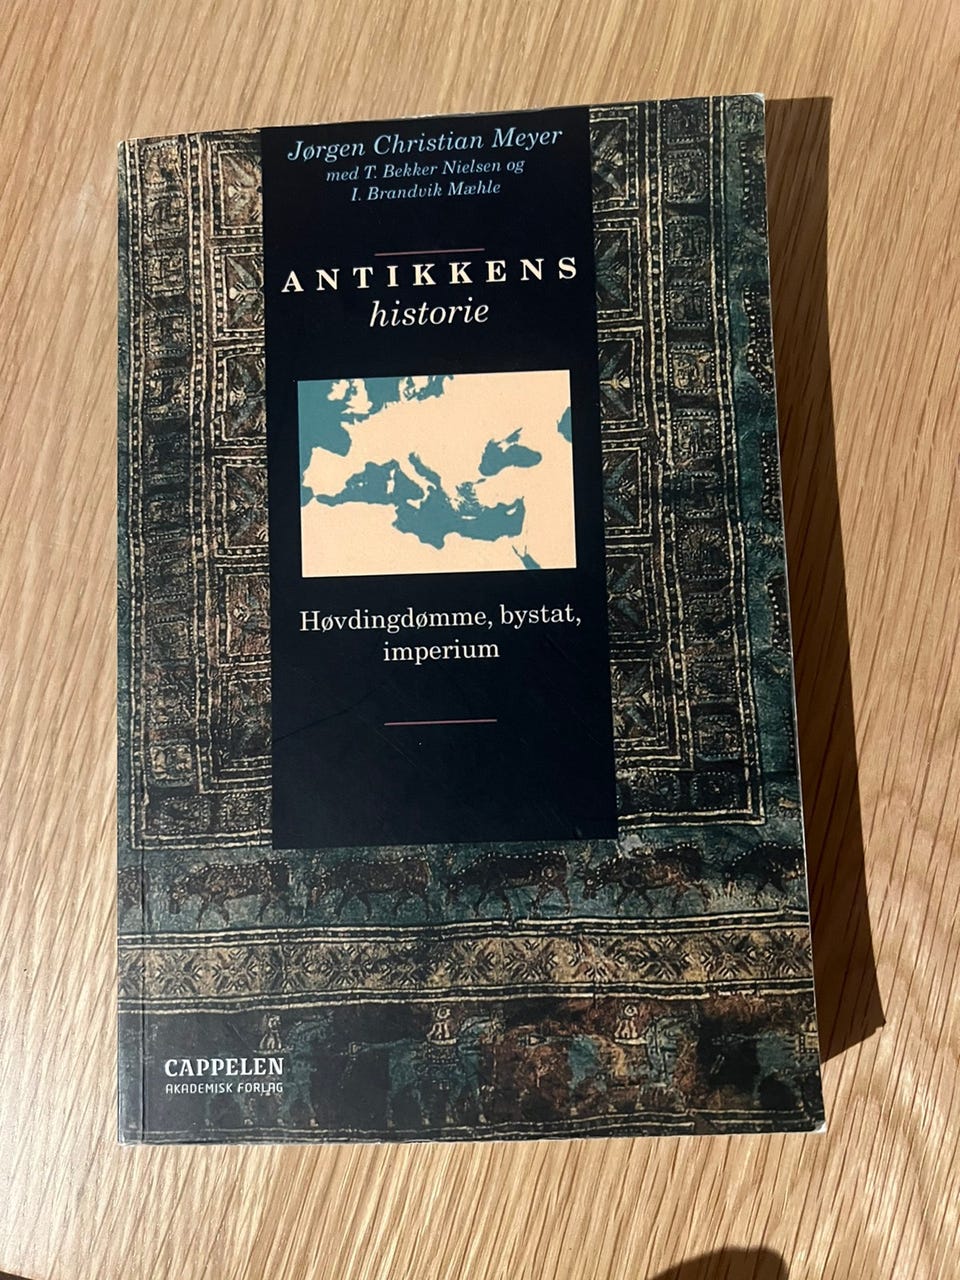 Jørgen Christian Meyer
med T. Bekker Nielsen og
I. Brandvik Mæhle
ANTIKKENS
historie
Høvdingdømme, bystat,
imperium
CAPPELEN
AKADEMISK FORLAG